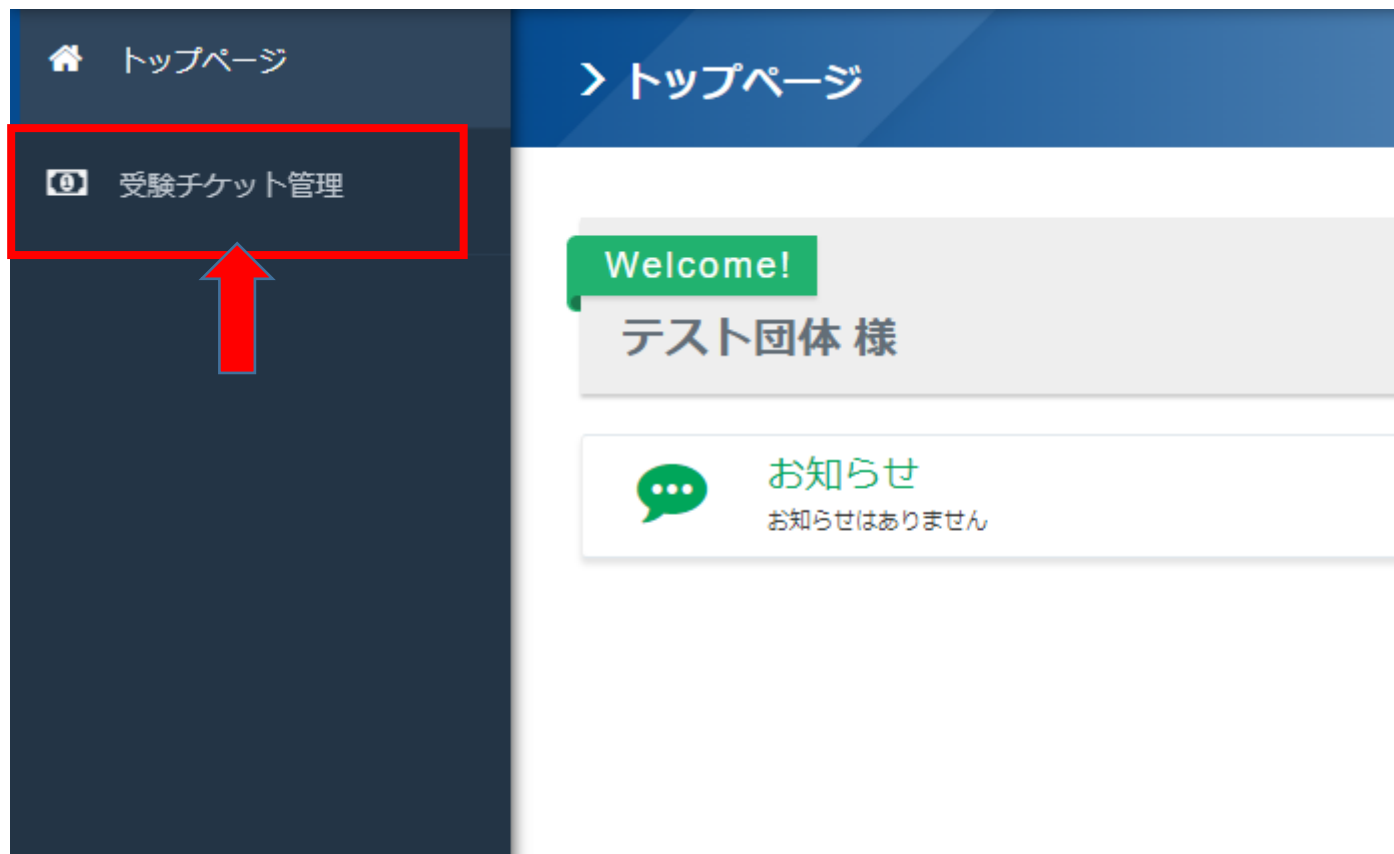 トップページ
受験チケット管理
トップページ
Welcome!
テスト団体 様
お知らせ
お知らせはありません